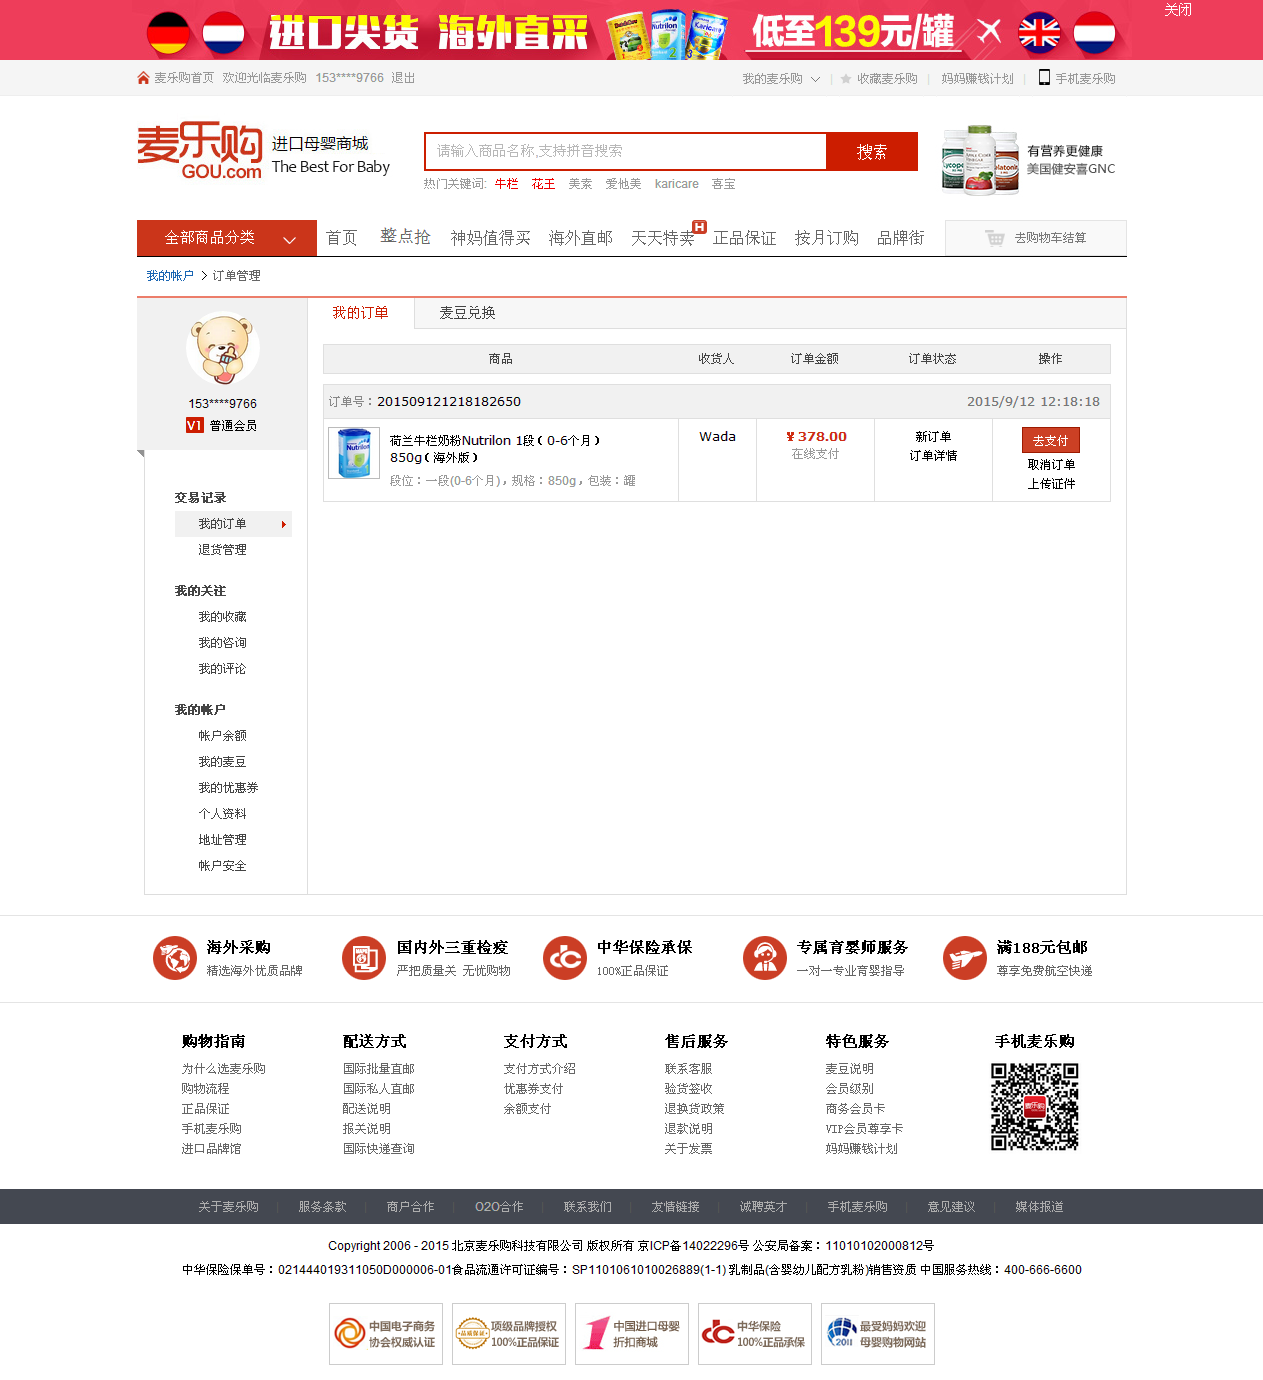 关闭
进口尖货 海外直采 低至139元/罐
麦乐购首页 欢迎光临麦乐购 153****9766 退出
我的麦乐购 | 收藏麦乐购 | 妈妈赚钱计划 | 手机麦乐购
麦乐购
GOU.com
进口母婴商城
The Best For Baby
请输入商品名称,支持拼音搜索
搜索
热门关键词: 牛栏 花王 美素 爱他美 karicare 喜宝
有营养更健康
美国健安喜GNC
全部商品分类 首页 整点抢 神妈值得买 海外直邮 天天特卖 H 正品保证 按月订购 品牌街 去购物车结算
我的帐户 > 订单管理
我的订单 麦豆兑换
153****9766
V1 普通会员
商品 收货人 订单金额 订单状态 操作
订单号：201509121218182650 2015/9/12 12:18:18
荷兰牛栏奶粉Nutrilon 1段（0-6个月）
850g（海外版）
段位：一段(0-6个月)，规格：850g，包装：罐
Wada
¥ 378.00
在线支付
新订单
订单详情
去支付
取消订单
上传证件
交易记录
我的订单
退货管理
我的关注
我的收藏
我的咨询
我的评论
我的帐户
帐户余额
我的麦豆
我的优惠券
个人资料
地址管理
帐户安全
海外采购
精选海外优质品牌
国内外三重检疫
严把质量关 无忧购物
中华保险承保
100%正品保证
专属育婴师服务
一对一专业育婴指导
满188元包邮
尊享免费航空快递
购物指南
为什么选麦乐购
购物流程
正品保证
手机麦乐购
进口品牌馆
配送方式
国际批量直邮
国际私人直邮
配送说明
报关说明
国际快递查询
支付方式
支付方式介绍
优惠券支付
余额支付
售后服务
联系客服
验货签收
退换货政策
退款说明
关于发票
特色服务
麦豆说明
会员级别
商务会员卡
VIP会员尊享卡
妈妈赚钱计划
手机麦乐购
关于麦乐购 | 服务条款 | 商户合作 | O2O合作 | 联系我们 | 友情链接 | 诚聘英才 | 手机麦乐购 | 意见建议 | 媒体报道
Copyright 2006 - 2015 北京麦乐购科技有限公司 版权所有 京ICP备14022296号 公安局备案：11010102000812号
中华保险保单号：021444019311050D000006-01食品流通许可证编号：SP1101061010026889(1-1) 乳制品(含婴幼儿配方乳粉)销售资质 中国服务热线：400-666-6600
中国电子商务
协会权威认证
品质保证
顶级品牌授权
100%正品保证
1
中国进口母婴
折扣商城
中华保险
100%正品承保
2011
最受妈妈欢迎
母婴购物网站